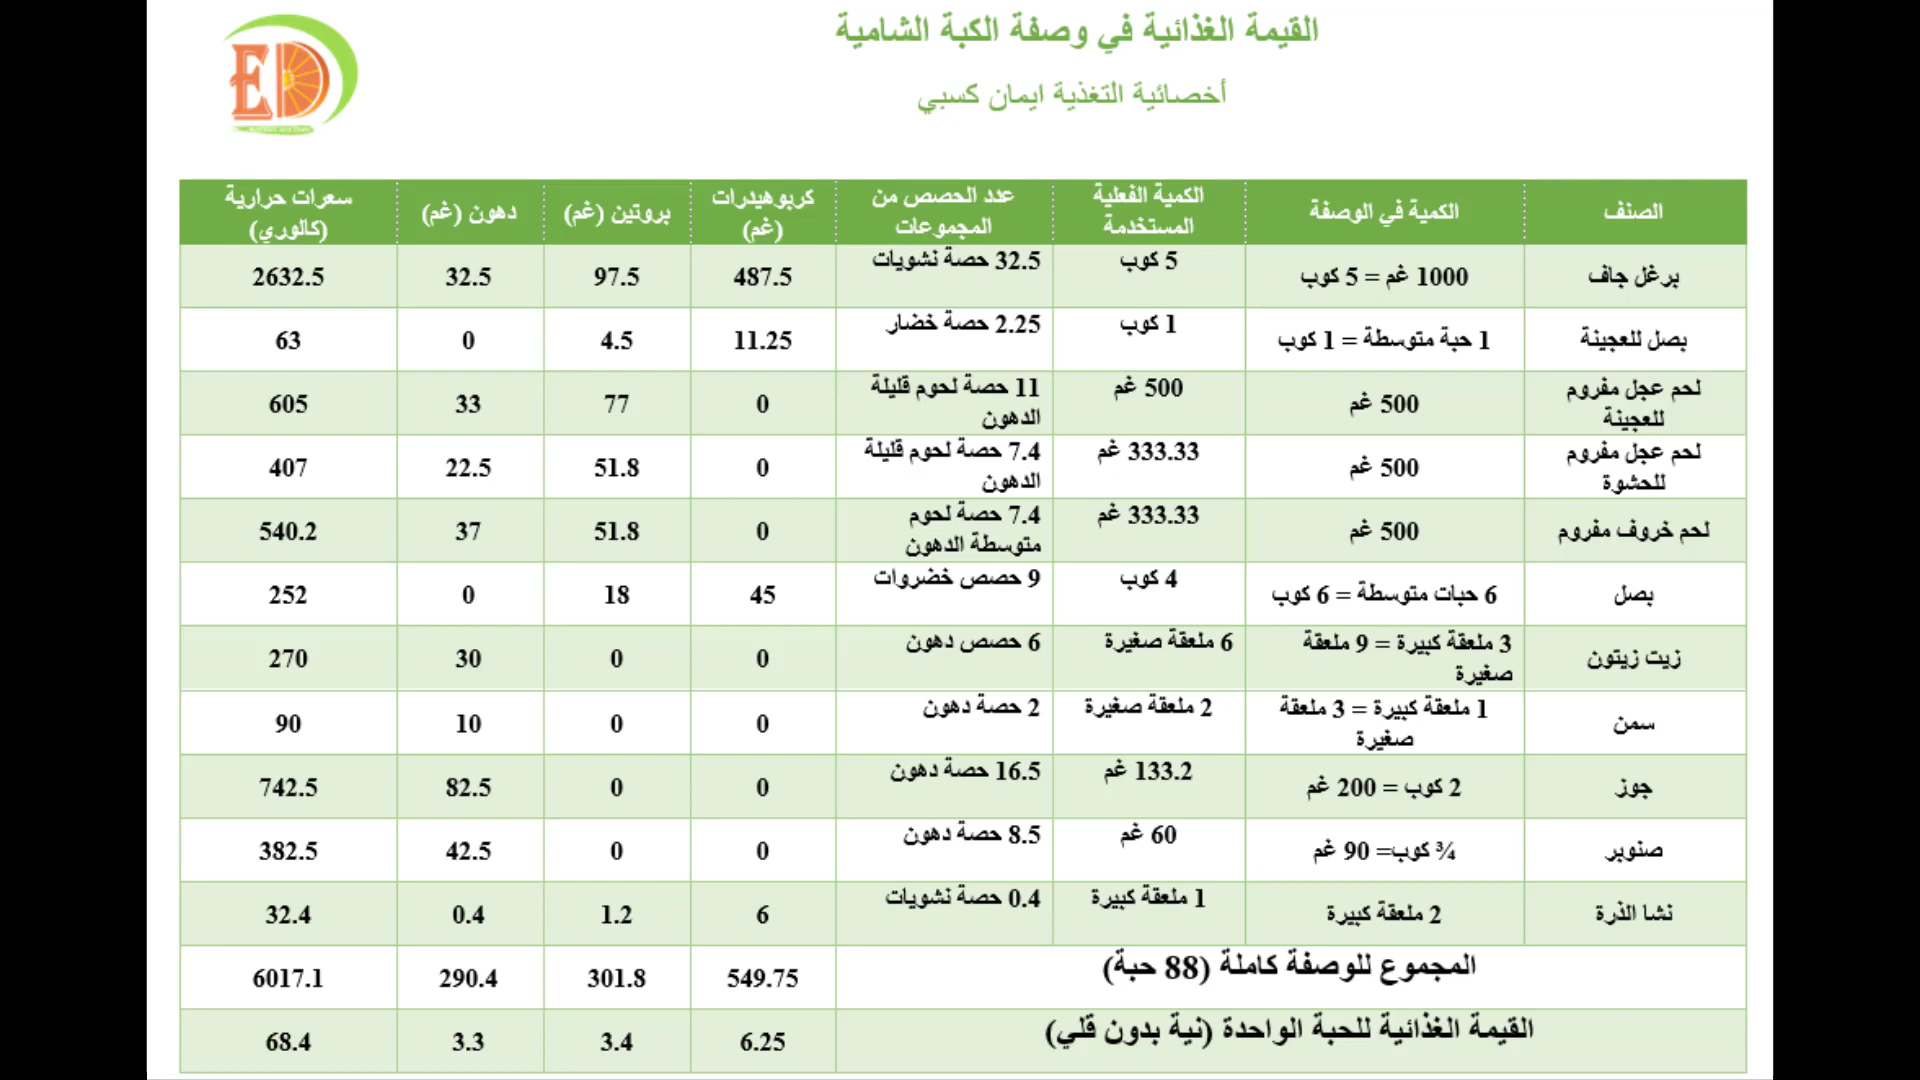 القيمة الغذائية في وصفة الكبة الشامية
أخصائية التغذية ايمان كسبي
ED
الصنف الكمية في الوصفة الكمية الفعلية المستخدمة عدد الحصص من المجموعات كربوهيدرات (غم) بروتين (غم) دهون (غم) سعرات حرارية (كالوري)
برغل جاف 1000 غم = 5 كوب 5 كوب 32.5 حصة نشويات 487.5 97.5 32.5 2632.5
بصل للعجينة 1 حبة متوسطة = 1 كوب 1 كوب 2.25 حصة خضار 11.25 4.5 0 63
لحم عجل مفروم للعجينة 500 غم 500 غم 11 حصة لحوم قليلة الدهون 0 77 33 605
لحم عجل مفروم للحشوة 500 غم 333.33 غم 7.4 حصة لحوم قليلة الدهون 0 51.8 22.5 407
لحم خروف مفروم 500 غم 333.33 غم 7.4 حصة لحوم متوسطة الدهون 0 51.8 37 540.2
بصل 6 حبات متوسطة = 6 كوب 4 كوب 9 حصص خضروات 45 18 0 252
زيت زيتون 3 ملعقة كبيرة = 9 ملعقة صغيرة 6 ملعقة صغيرة 6 حصص دهون 0 0 30 270
سمن 1 ملعقة كبيرة = 3 ملعقة صغيرة 2 ملعقة صغيرة 2 حصة دهون 0 0 10 90
جوز 2 كوب = 200 غم 133.2 غم 16.5 حصة دهون 0 0 82.5 742.5
صنوبر ¾ كوب= 90 غم 60 غم 8.5 حصة دهون 0 0 42.5 382.5
نشا الذرة 2 ملعقة كبيرة 1 ملعقة كبيرة 0.4 حصة نشويات 6 1.2 0.4 32.4
المجموع للوصفة كاملة (88 حبة) 549.75 301.8 290.4 6017.1
القيمة الغذائية للحبة الواحدة (نية بدون قلي) 6.25 3.4 3.3 68.4